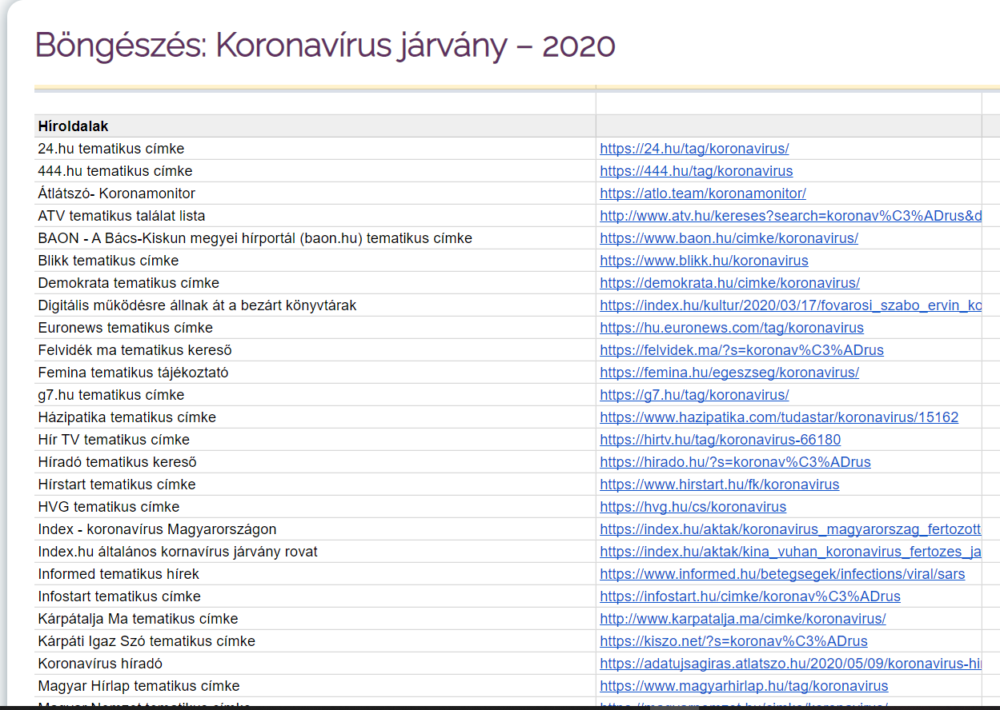 Böngészés: Koronavírus járvány – 2020
Híroldalak
24.hu tematikus címke https://24.hu/tag/koronavirus/
444.hu tematikus címke https://444.hu/tag/koronavirus
Átlátszó- Koronamonitor https://atlo.team/koronamonitor/
ATV tematikus találat lista http://www.atv.hu/kereses?search=koronav%C3%ADrus&d
BAON - A Bács-Kiskun megyei hírportál (baon.hu) tematikus címke https://www.baon.hu/cimke/koronavirus/
Blikk tematikus címke https://www.blikk.hu/koronavirus
Demokrata tematikus címke https://demokrata.hu/cimke/koronavirus/
Digitális működésre állnak át a bezárt könyvtárak https://index.hu/kultur/2020/03/17/fovarosi_szabo_ervin_ko
Euronews tematikus címke https://hu.euronews.com/tag/koronavirus
Felvidék ma tematikus kereső https://felvidek.ma/?s=koronav%C3%ADrus
Femina tematikus tájékoztató https://femina.hu/egeszseg/koronavirus/
g7.hu tematikus címke https://g7.hu/tag/koronavirus/
Házipatika tematikus címke https://www.hazipatika.com/tudastar/koronavirus/15162
Hír TV tematikus címke https://hirtv.hu/tag/koronavirus-66180
Híradó tematikus kereső https://hirado.hu/?s=koronav%C3%ADrus
Hírstart tematikus címke https://www.hirstart.hu/fk/koronavirus
HVG tematikus címke https://hvg.hu/cs/koronavirus
Index - koronavírus Magyarországon https://index.hu/aktak/koronavirus_magyarorszag_fertozott
Index.hu általános kornavírus járvány rovat https://index.hu/aktak/kina_vuhan_koronavirus_fertozes_ja
Informed tematikus hírek https://www.informed.hu/betegsegek/infections/viral/sars
Infostart tematikus címke https://infostart.hu/cimke/koronav%C3%ADrus
Kárpátalja Ma tematikus címke http://www.karpatalja.ma/cimke/koronavirus/
Kárpáti Igaz Szó tematikus címke https://kiszo.net/?s=koronav%C3%ADrus
Koronavírus híradó https://adatujsagiras.atlatszo.hu/2020/05/09/koronavirus-hi
Magyar Hírlap tematikus címke https://www.magyarhirlap.hu/tag/koronavirus
Magyar Nemzet tematikus címke https://magyarnemzet.hu/cimke/koronavirus/